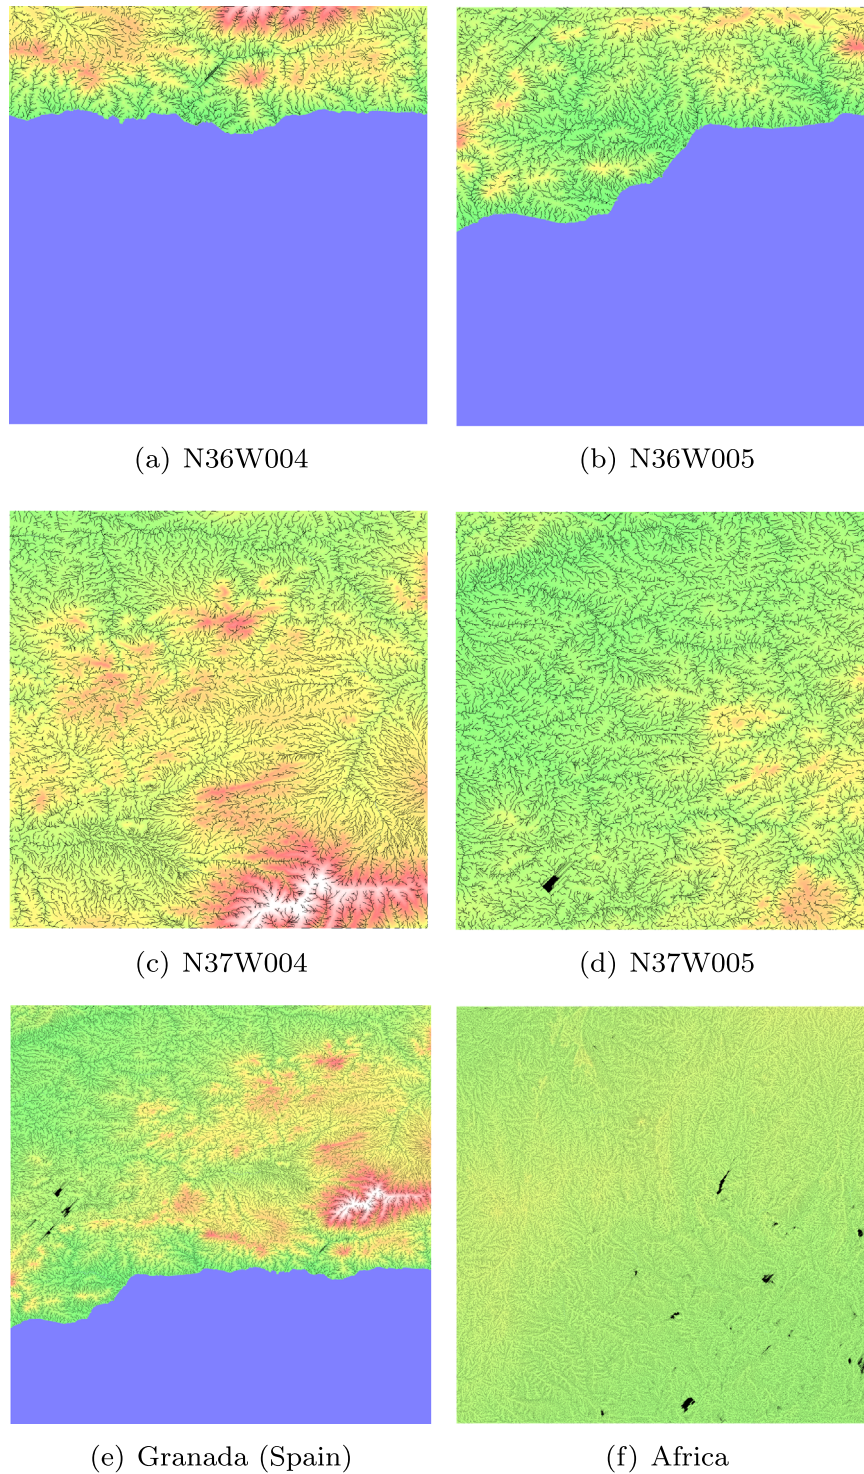 (a) N36W004
(b) N36W005
(c) N37W004
(d) N37W005
(e) Granada (Spain)
(f) Africa